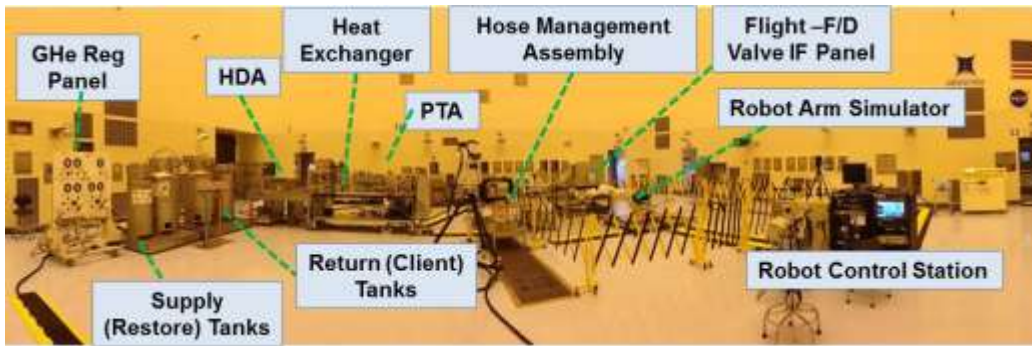 GHe Reg
Panel
HDA
Heat
Exchanger
PTA
Hose Management
Assembly
Flight –F/D
Valve IF Panel
Robot Arm Simulator
Supply
(Restore) Tanks
Return (Client)
Tanks
Robot Control Station